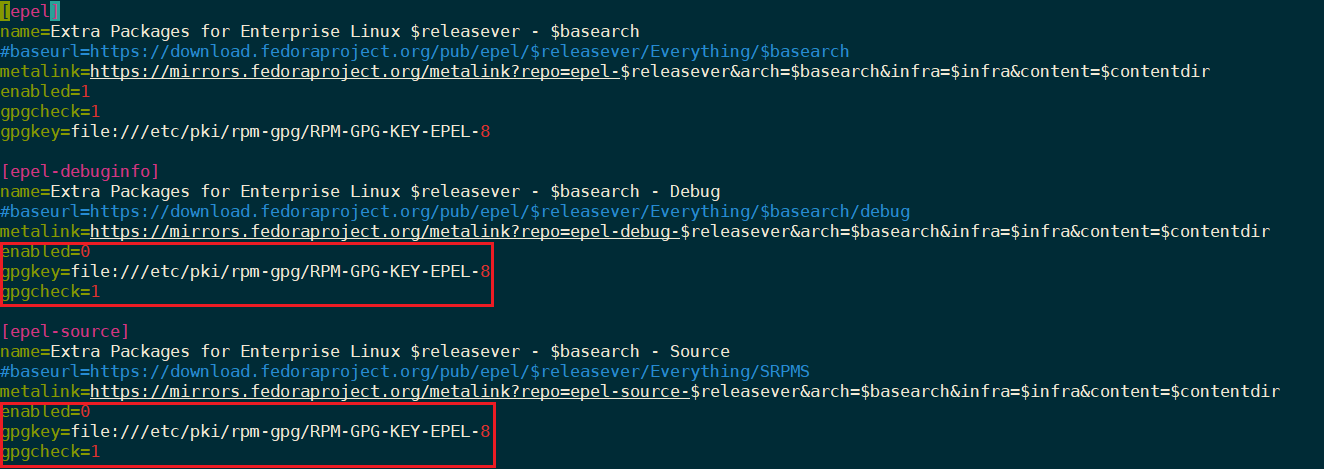 [epel]
name=Extra Packages for Enterprise Linux $releasever - $basearch
#baseurl=https://download.fedoraproject.org/pub/epel/$releasever/Everything/$basearch
metalink=https://mirrors.fedoraproject.org/metalink?repo=epel-$releasever&arch=$basearch&infra=$infra&content=$contentdir
enabled=1
gpgcheck=1
gpgkey=file:///etc/pki/rpm-gpg/RPM-GPG-KEY-EPEL-8
[epel-debuginfo]
name=Extra Packages for Enterprise Linux $releasever - $basearch - Debug
#baseurl=https://download.fedoraproject.org/pub/epel/$releasever/Everything/$basearch/debug
metalink=https://mirrors.fedoraproject.org/metalink?repo=epel-debug-$releasever&arch=$basearch&infra=$infra&content=$contentdir
enabled=0
gpgkey=file:///etc/pki/rpm-gpg/RPM-GPG-KEY-EPEL-8
gpgcheck=1
[epel-source]
name=Extra Packages for Enterprise Linux $releasever - $basearch - Source
#baseurl=https://download.fedoraproject.org/pub/epel/$releasever/Everything/SRPMS
metalink=https://mirrors.fedoraproject.org/metalink?repo=epel-source-$releasever&arch=$basearch&infra=$infra&content=$contentdir
enabled=0
gpgkey=file:///etc/pki/rpm-gpg/RPM-GPG-KEY-EPEL-8
gpgcheck=1